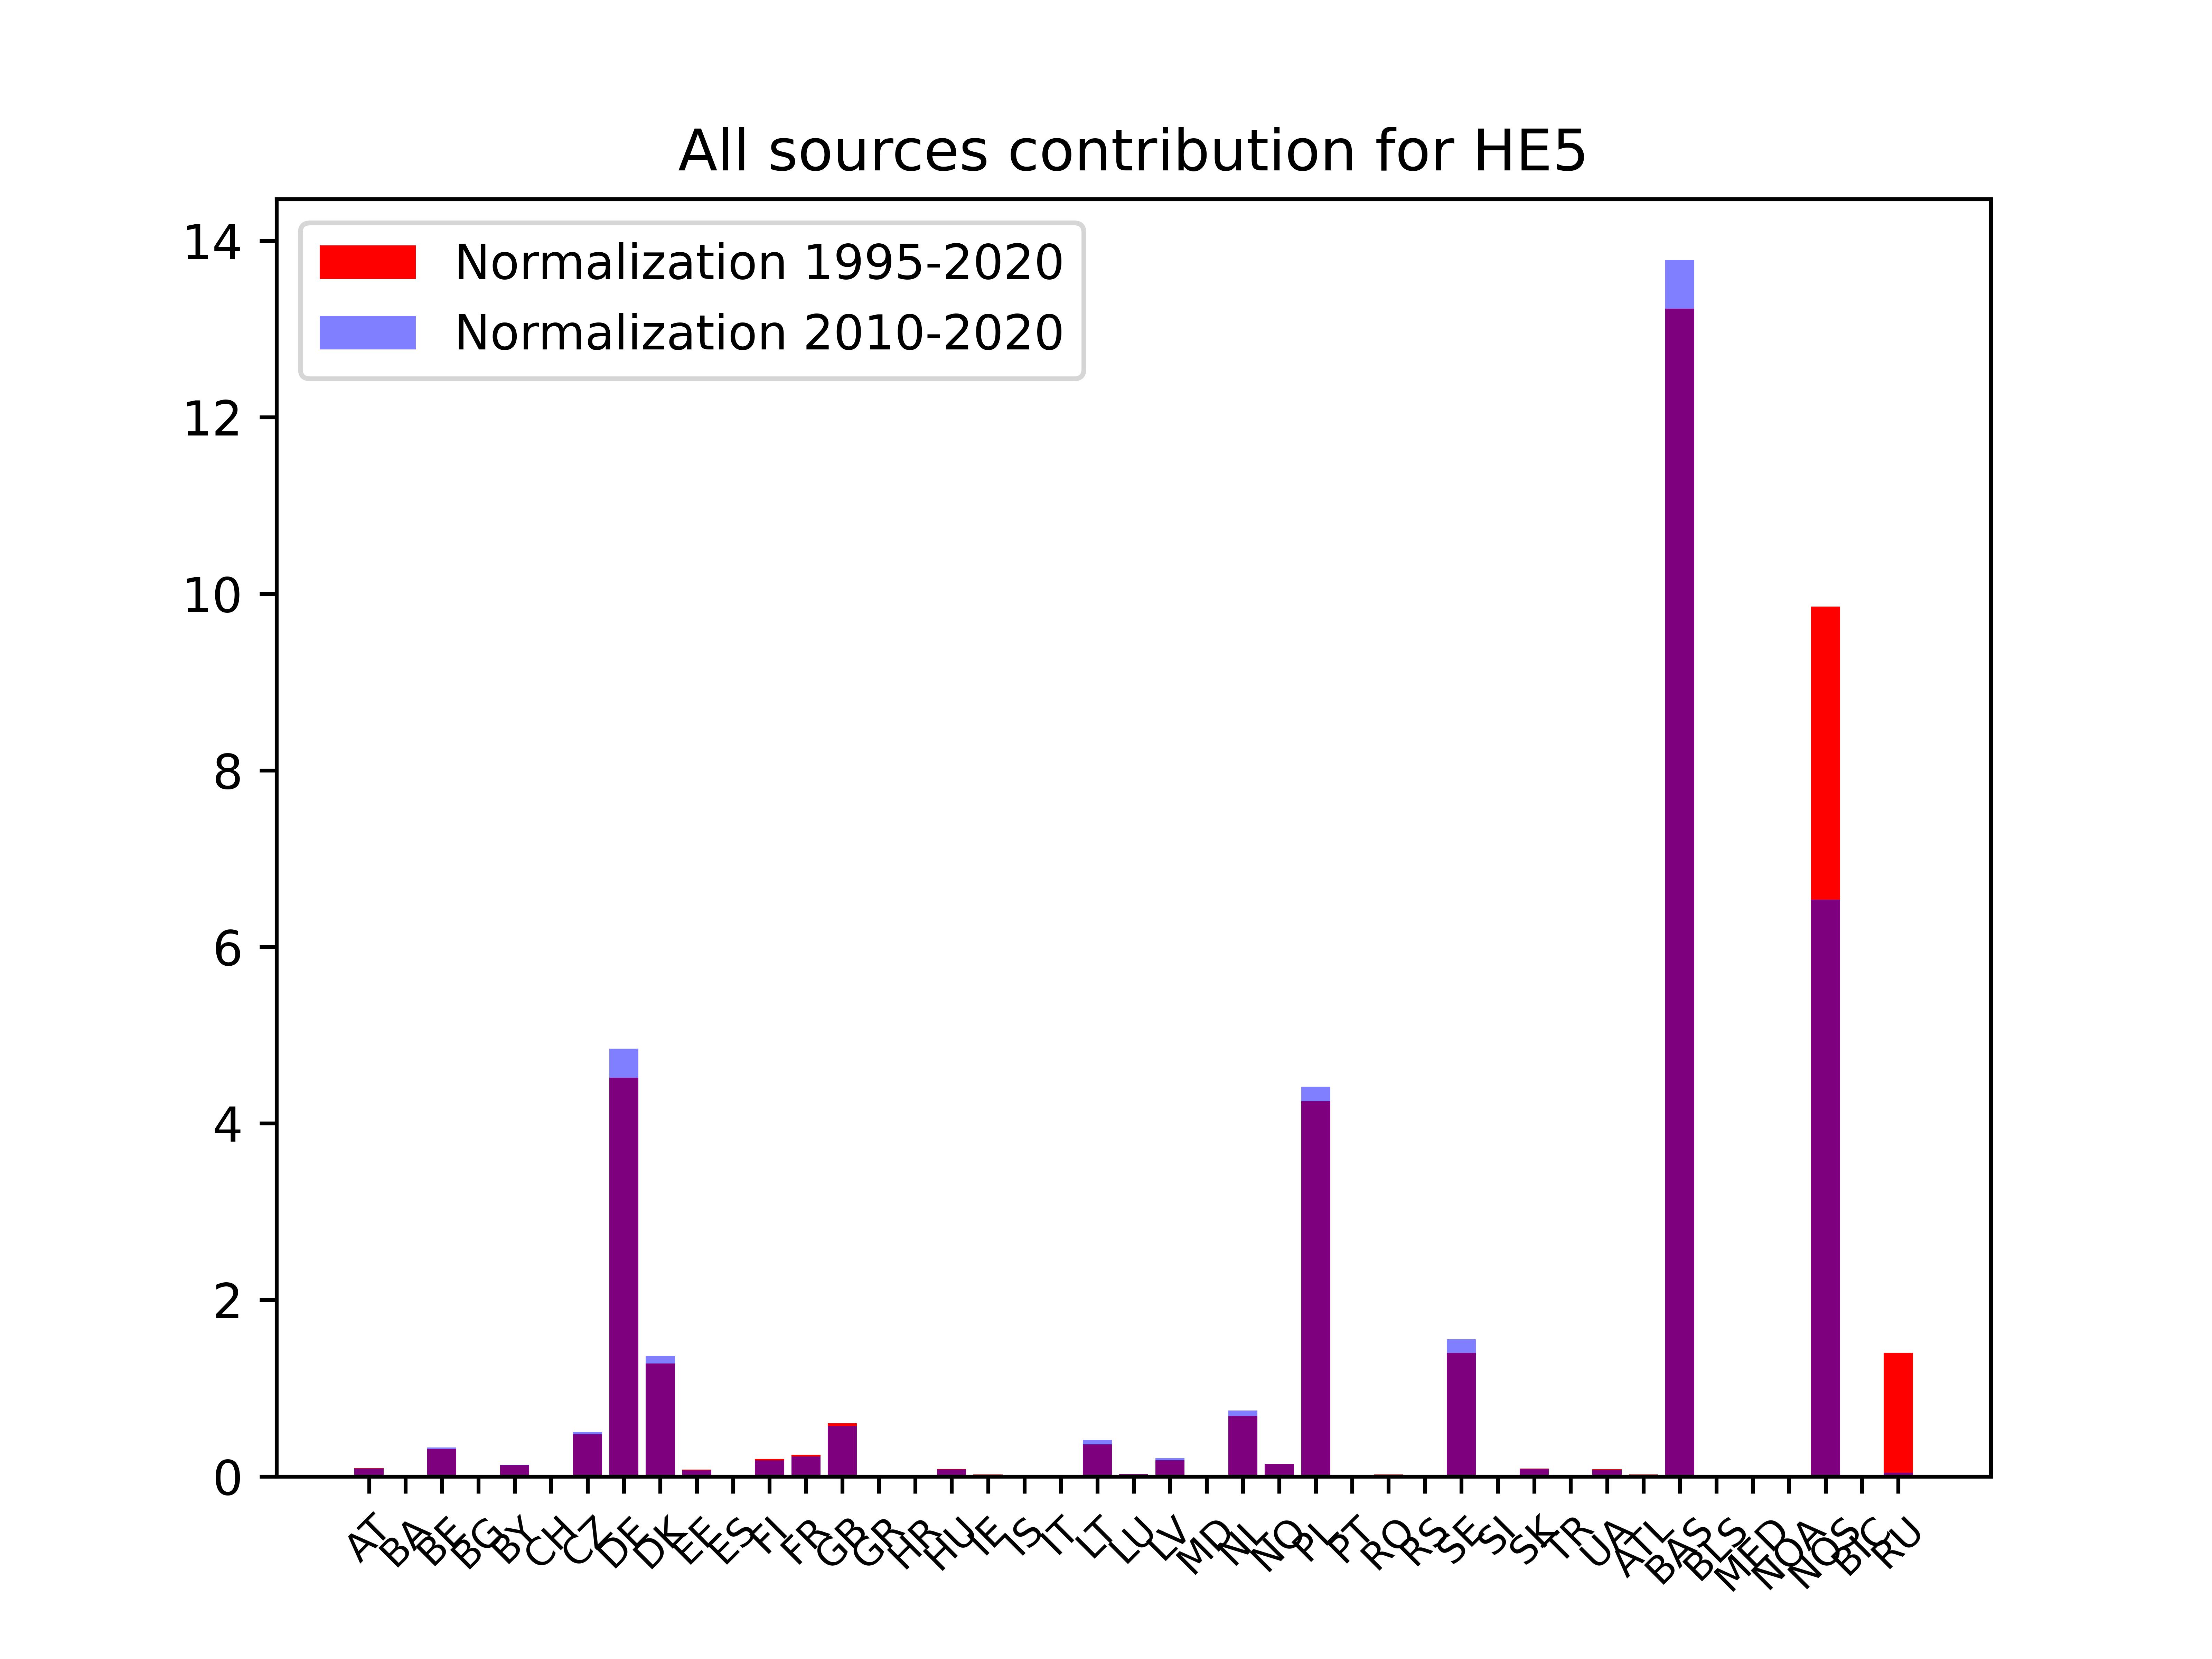 All sources contribution for HE5
Normalization 1995-2020
Normalization 2010-2020
14
12
10
8
6
4
2
0
AT
BA
BE
BG
BY
CH
CZ
DE
DK
EE
ES
FI
FR
GB
GR
HR
HU
IE
IS
IT
LT
LU
LV
MD
NL
NO
PL
PT
RO
RS
SE
SI
SK
TR
UA
ATL
BAS
BLS
MED
NOA
NOS
BIC
RU